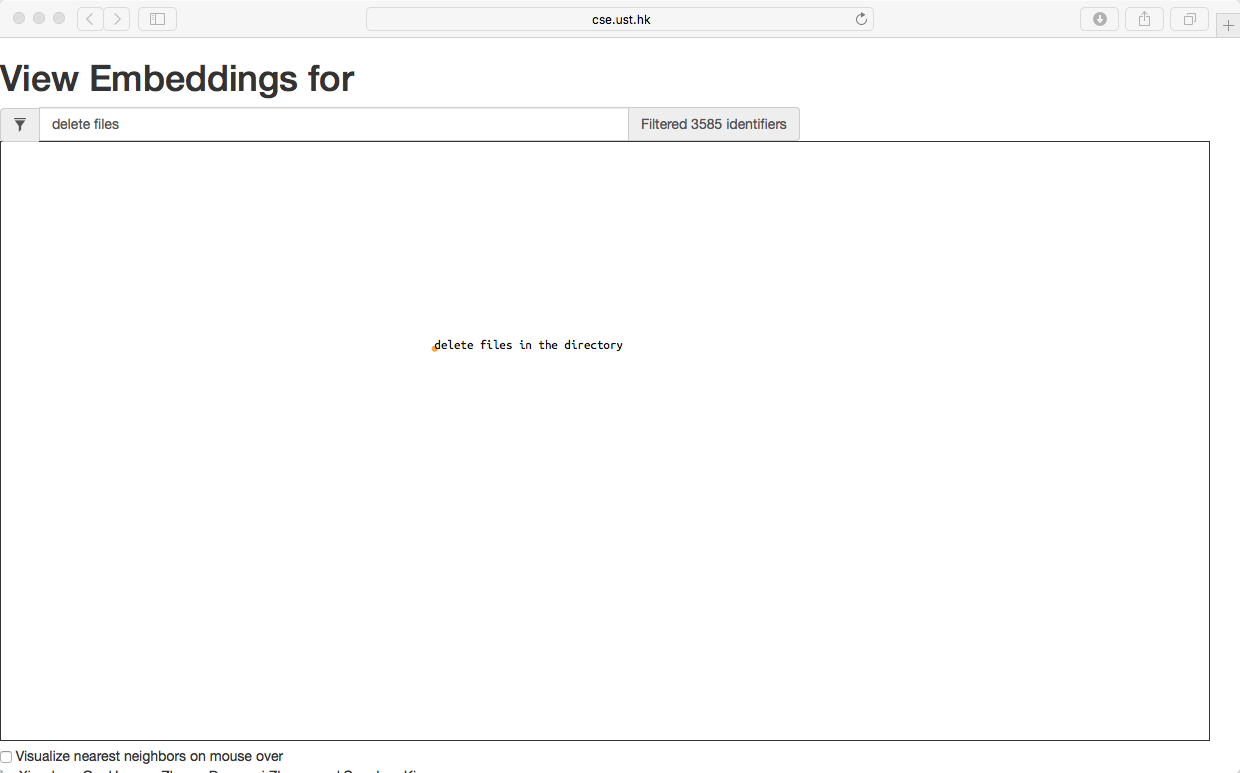 cse.ust.hk
View Embeddings for
delete files
Filtered 3585 identifiers
delete files in the directory
Visualize nearest neighbors on mouse over